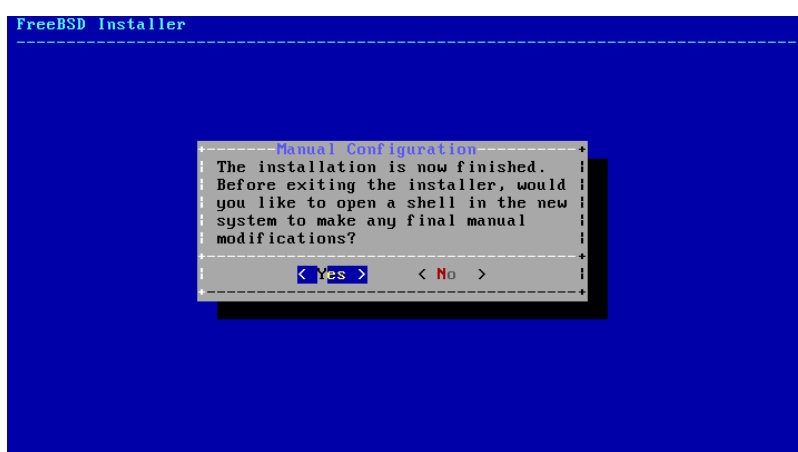 FreeBSD Installer
Manual Configuration
The installation is now finished.
Before exiting the installer, would
you like to open a shell in the new
system to make any final manual
modifications?
< Yes > < No >